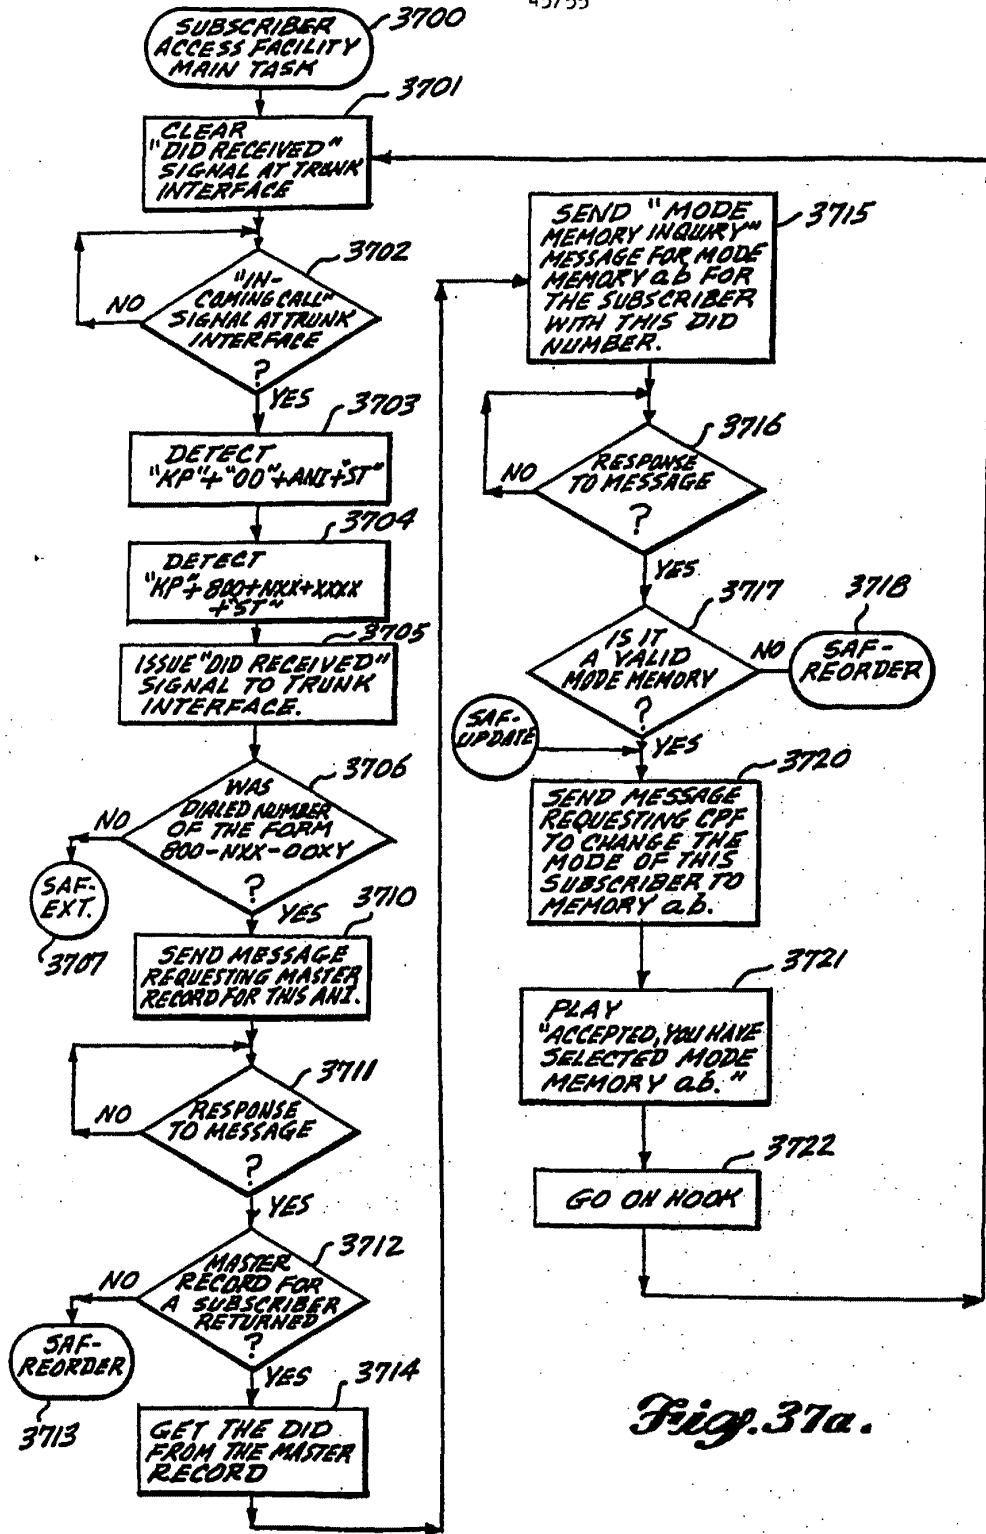 SUBSCRIBER
ACCESS FACILITY
MAIN TASK
3700
CLEAR
"DID RECEIVED"
SIGNAL AT TRUNK
INTERFACE
3701
"IN-
COMING CALL"
SIGNAL AT TRUNK
INTERFACE
?
3702
NO
YES
DETECT
"KP"+"00"+ANI+"ST"
3703
DETECT
"KP"+800+NXX+XXXX
+"ST"
3704
ISSUE "DID RECEIVED"
SIGNAL TO TRUNK
INTERFACE.
3705
WAS
DIALED NUMBER
OF THE FORM
800-NXX-00XY
?
3706
NO
YES
SAF-
EXT.
3707
SEND MESSAGE
REQUESTING MASTER
RECORD FOR THIS ANI.
3710
RESPONSE
TO MESSAGE
?
3711
NO
YES
MASTER
RECORD FOR
A SUBSCRIBER
RETURNED
?
3712
NO
YES
SAF-
REORDER
3713
GET THE DID
FROM THE MASTER
RECORD
3714
SEND "MODE
MEMORY INQUIRY"
MESSAGE FOR MODE
MEMORY ab FOR
THE SUBSCRIBER
WITH THIS DID
NUMBER.
3715
RESPONSE
TO MESSAGE
?
3716
NO
YES
IS IT
A VALID
MODE MEMORY
?
3717
NO
YES
SAF-
REORDER
3718
SAF-
UPDATE
SEND MESSAGE
REQUESTING CPF
TO CHANGE THE
MODE OF THIS
SUBSCRIBER TO
MEMORY ab.
3720
PLAY
"ACCEPTED, YOU HAVE
SELECTED MODE
MEMORY ab."
3721
GO ON HOOK
3722
Fig. 37a.